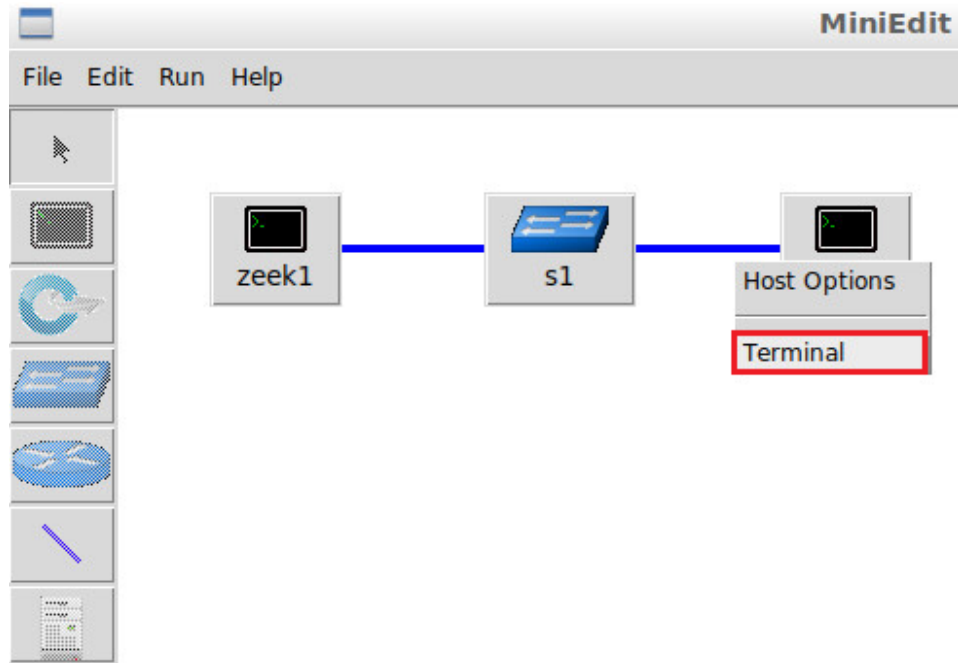 MiniEdit
File Edit Run Help
zeek1
s1
Host Options
Terminal